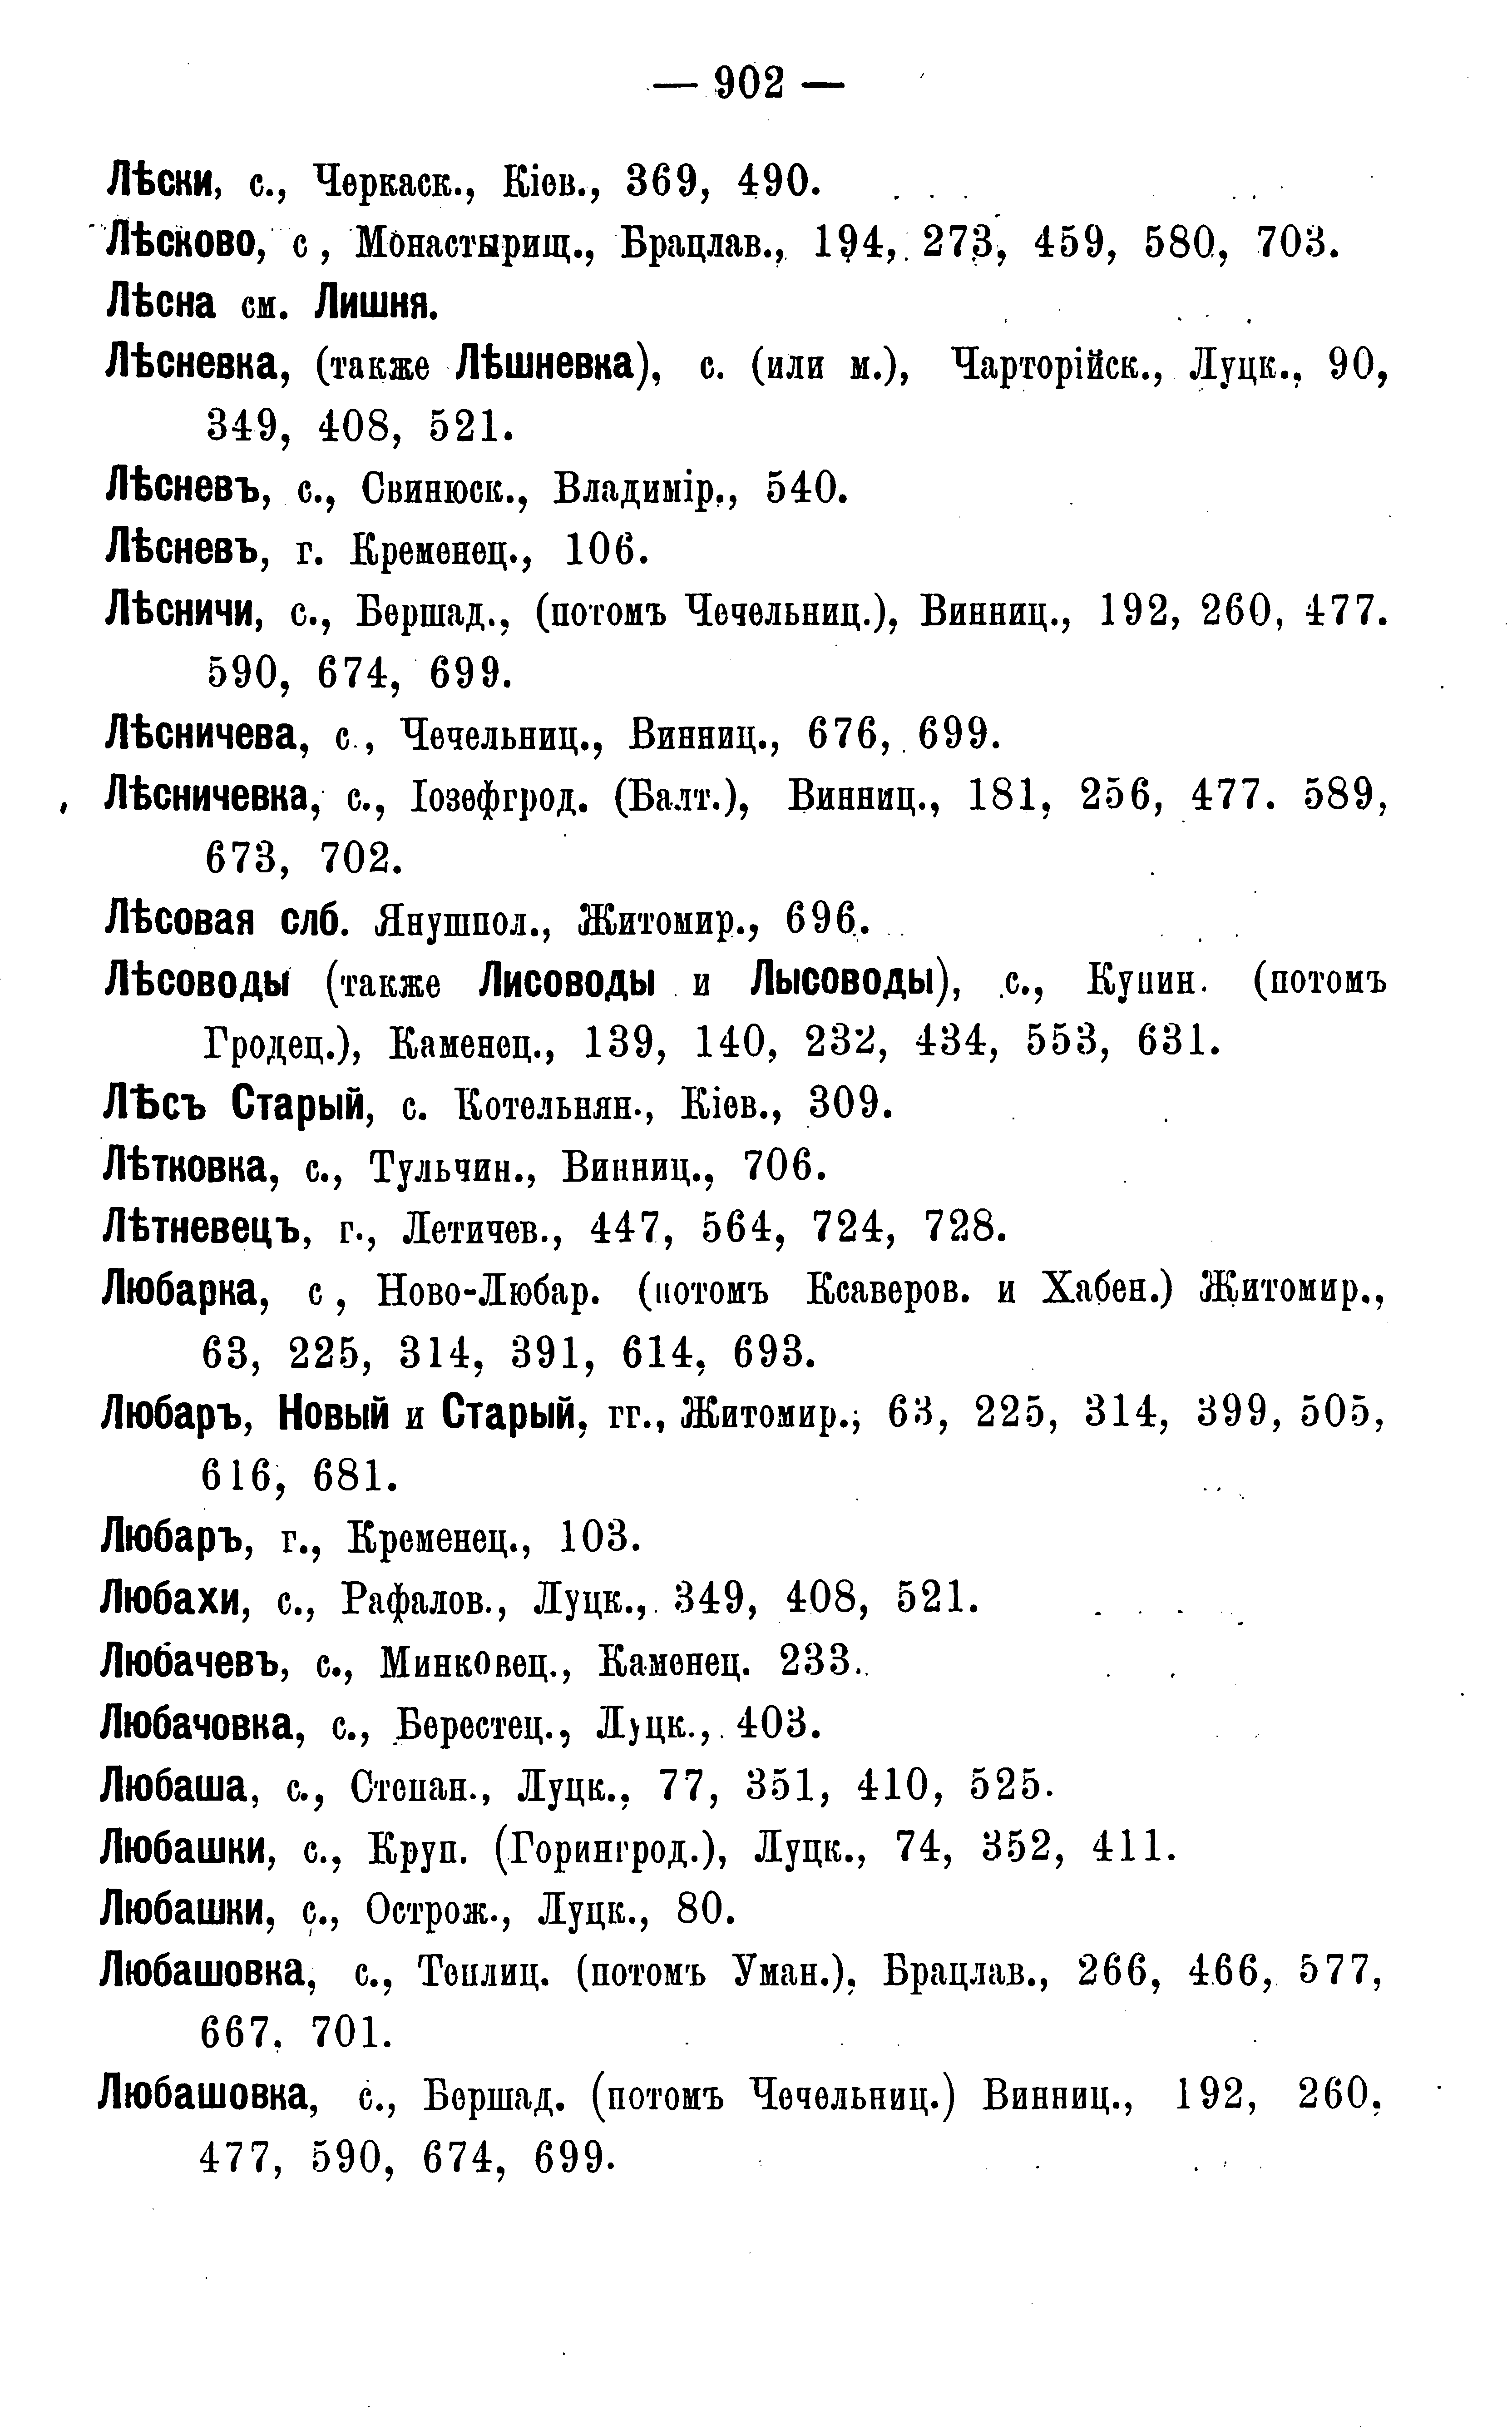 — 902 —
Лѣски, с., Черкаск., Кіев., 369, 490.
Лѣсково, с , Монастырищ., Брацлав., 194, 273, 459, 580, 703.
Лѣсна см. Лишня.
Лѣсневка, (также Лѣшневка), с. (или м.), Чарторійск., Луцк., 90,
349, 408, 521.
Лѣсневъ, с., Свинюск., Владимір., 540.
Лѣсневъ, г. Кременец., 106.
Лѣсничи, с., Бершад., (потомъ Чечельниц.), Винниц., 192, 260, 477.
590, 674, 699.
Лѣсничева, с., Чечельниц., Винниц., 676, 699.
Лѣсничевка, с., Іозефгрод. (Балт.), Винниц., 181, 256, 477. 589,
673, 702.
Лѣсовая слб. Янушпол., Житомир., 696.
Лѣсоводы (также Лисоводы и Лысоводы), с., Купин. (потомъ
Гродец.), Каменец., 139, 140, 232, 434, 553, 631.
Лѣсъ Старый, с. Котельнян., Кіев., 309.
Лѣтковка, с., Тульчин., Винниц., 706.
Лѣтневецъ, г., Летичев., 447, 564, 724, 728.
Любарка, с , Ново-Любар. (потомъ Ксаверов. и Хабен.) Житомир.,
63, 225, 314, 391, 614, 693.
Любаръ, Новый и Старый, гг., Житомир.; 63, 225, 314, 399, 505,
616, 681.
Любаръ, г., Кременец., 103.
Любахи, с., Рафалов., Луцк., 349, 408, 521.
Любачевъ, с., Минковец., Каменец. 233.
Любачовка, с., Берестец., Луцк., 403.
Любаша, с., Степан., Луцк., 77, 351, 410, 525.
Любашки, с., Круп. (Горингрод.), Луцк., 74, 352, 411.
Любашки, с., Острож., Луцк., 80.
Любашовка, с., Теплиц. (потомъ Уман.), Брацлав., 266, 466, 577,
667. 701.
Любашовка, с., Бершад. (потомъ Чечельниц.) Винниц., 192, 260,
477, 590, 674, 699.